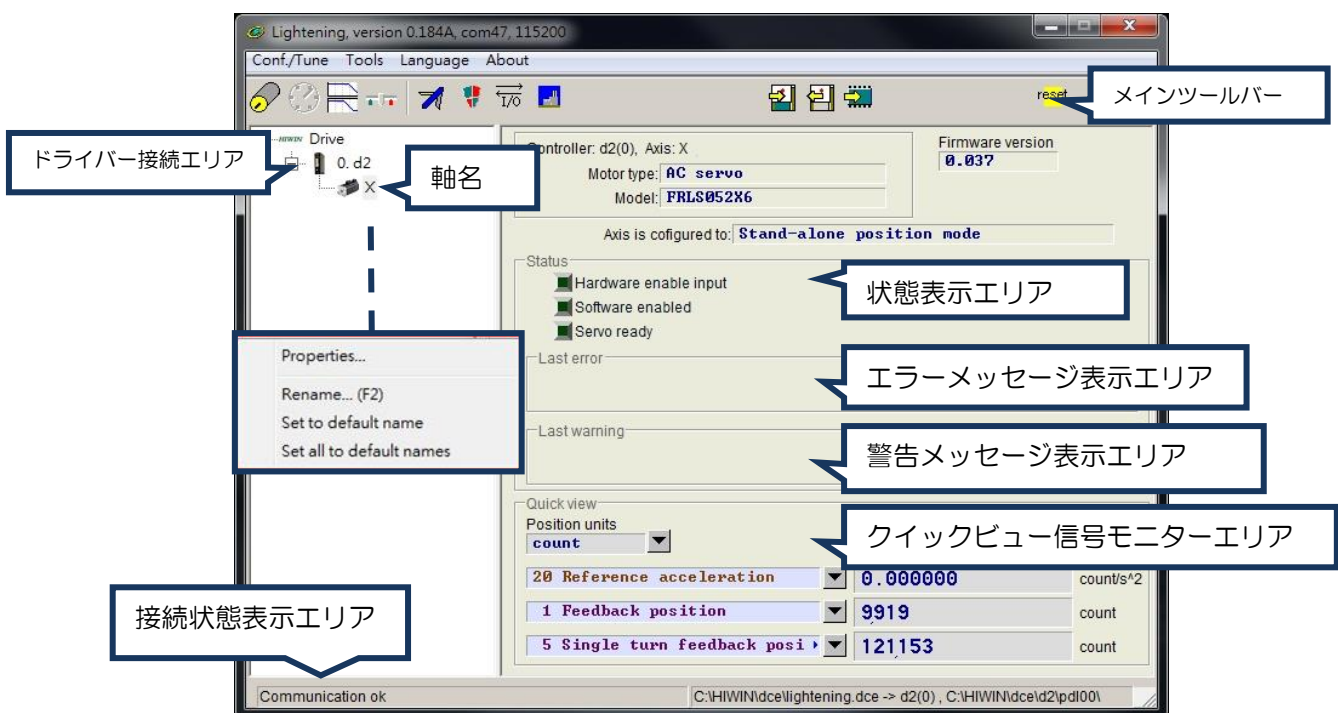 Lightening, version 0.184A, com47, 115200
Conf./Tune Tools Language About
I/O
reset
メインツールバー
ドライバー接続エリア
HIWIN Drive
0. d2
X
軸名
Controller: d2(0), Axis: X
Motor type: AC servo
Model: FRLS052X6
Firmware version
0.037
Axis is cofigured to: Stand-alone position mode
Status
Hardware enable input
Software enabled
Servo ready
状態表示エリア
Properties...
Rename... (F2)
Set to default name
Set all to default names
Last error
エラーメッセージ表示エリア
Last warning
警告メッセージ表示エリア
Quick view
Position units
count
クイックビュー信号モニターエリア
20 Reference acceleration 0.000000 count/s^2
1 Feedback position 9919 count
5 Single turn feedback posi 121153 count
接続状態表示エリア
Communication ok
C:\HIWIN\dce\lightening.dce -> d2(0) , C:\HIWIN\dce\d2\pdl00\